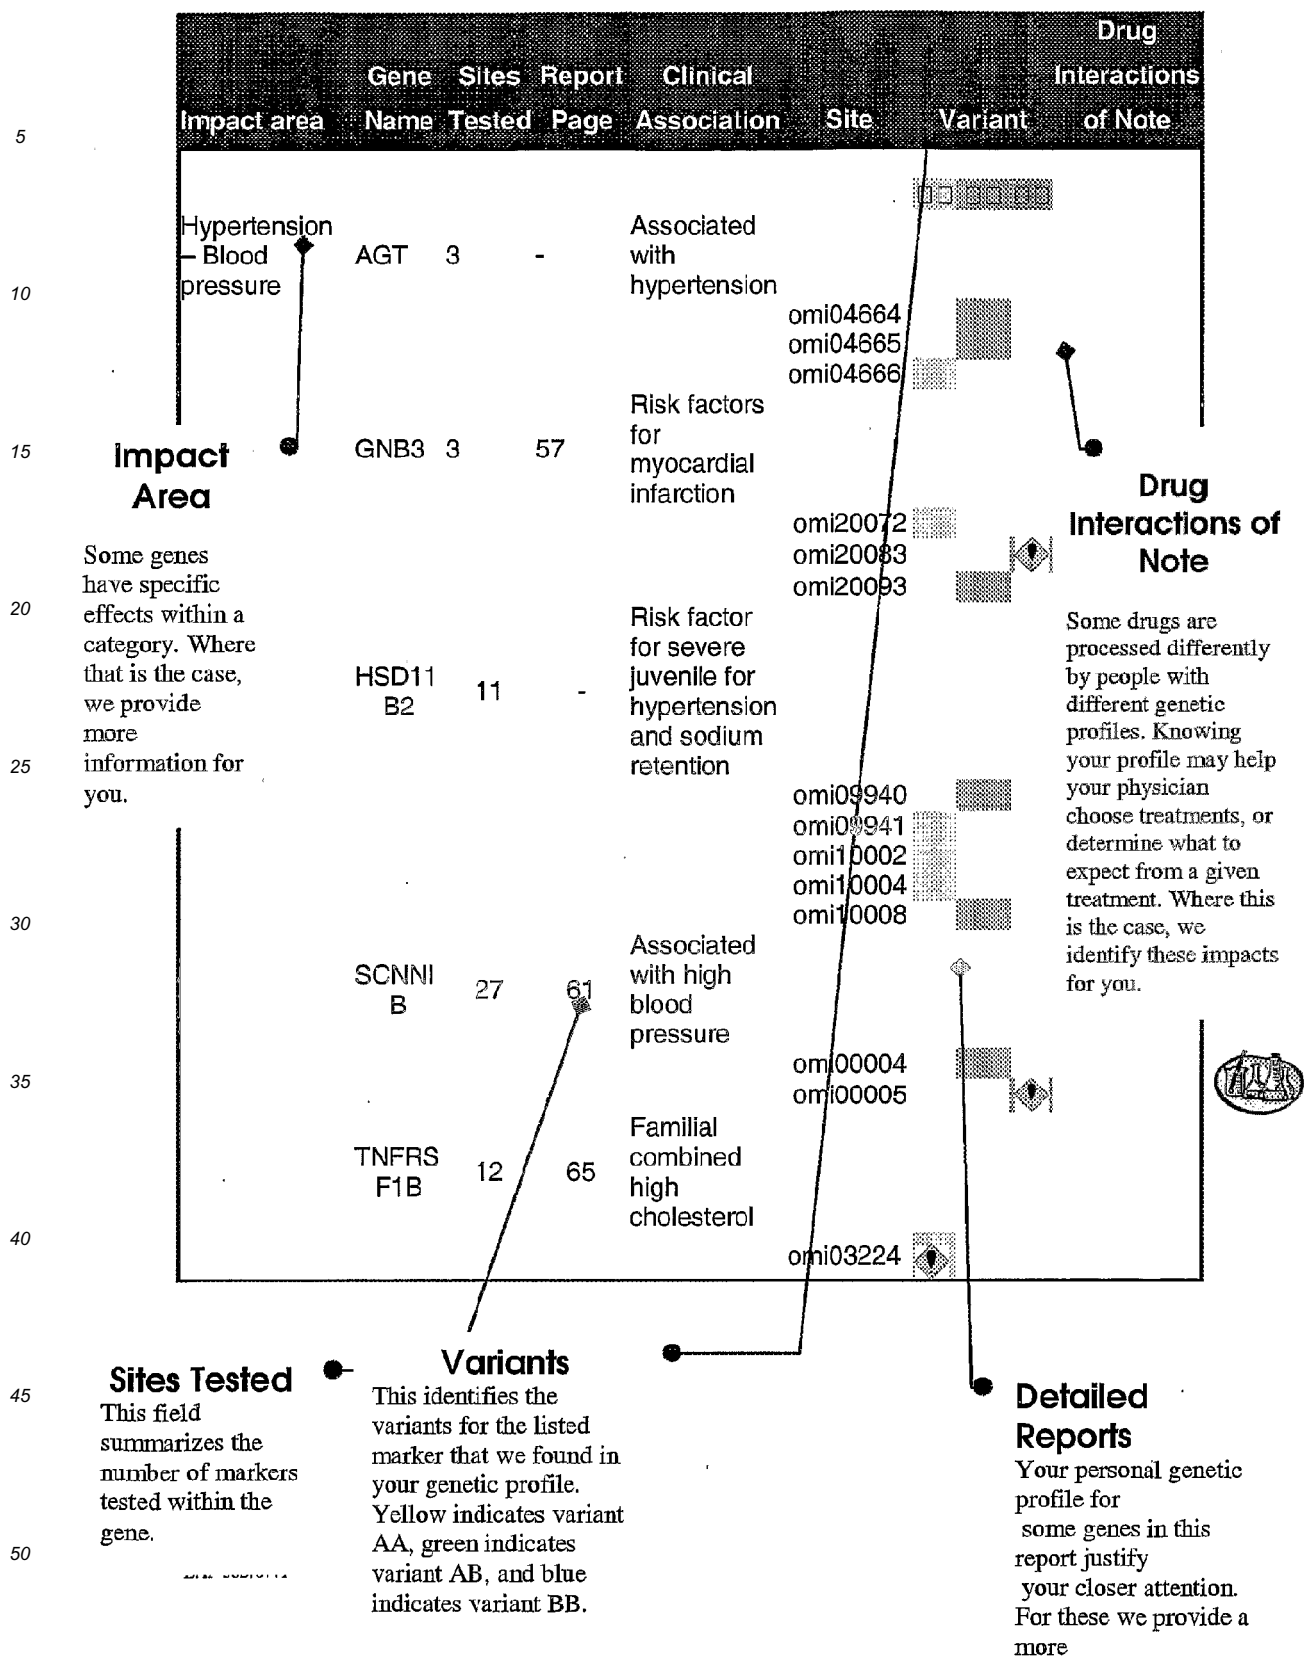 Drug
Gene Sites Report Clinical Interactions
Impact area Name Tested Page Association Site Variant of Note
5
Hypertension
– Blood
pressure
AGT 3 -
Associated
with
hypertension
10
omi04664
omi04665
omi04666
15
GNB3 3 57
Risk factors
for
myocardial
infarction
omi20072
omi20083
omi20093
20
HSD11
B2
11 -
Risk factor
for severe
juvenile for
hypertension
and sodium
retention
25
omi09940
omi09941
omi10002
omi10004
omi10008
30
SCNNI
B
27 61
Associated
with high
blood
pressure
omi00004
omi00005
35
TNFRS
F1B
12 65
Familial
combined
high
cholesterol
40
omi03224
Impact
Area
Some genes
have specific
effects within a
category. Where
that is the case,
we provide
more
information for
you.
Drug
Interactions of
Note
Some drugs are
processed differently
by people with
different genetic
profiles. Knowing
your profile may help
your physician
choose treatments, or
determine what to
expect from a given
treatment. Where this
is the case, we
identify these impacts
for you.
Sites Tested
This field
summarizes the
number of markers
tested within the
gene.
45
50
Variants
This identifies the
variants for the listed
marker that we found in
your genetic profile.
Yellow indicates variant
AA, green indicates
variant AB, and blue
indicates variant BB.
Detailed
Reports
Your personal genetic
profile for
some genes in this
report justify
your closer attention.
For these we provide a
more